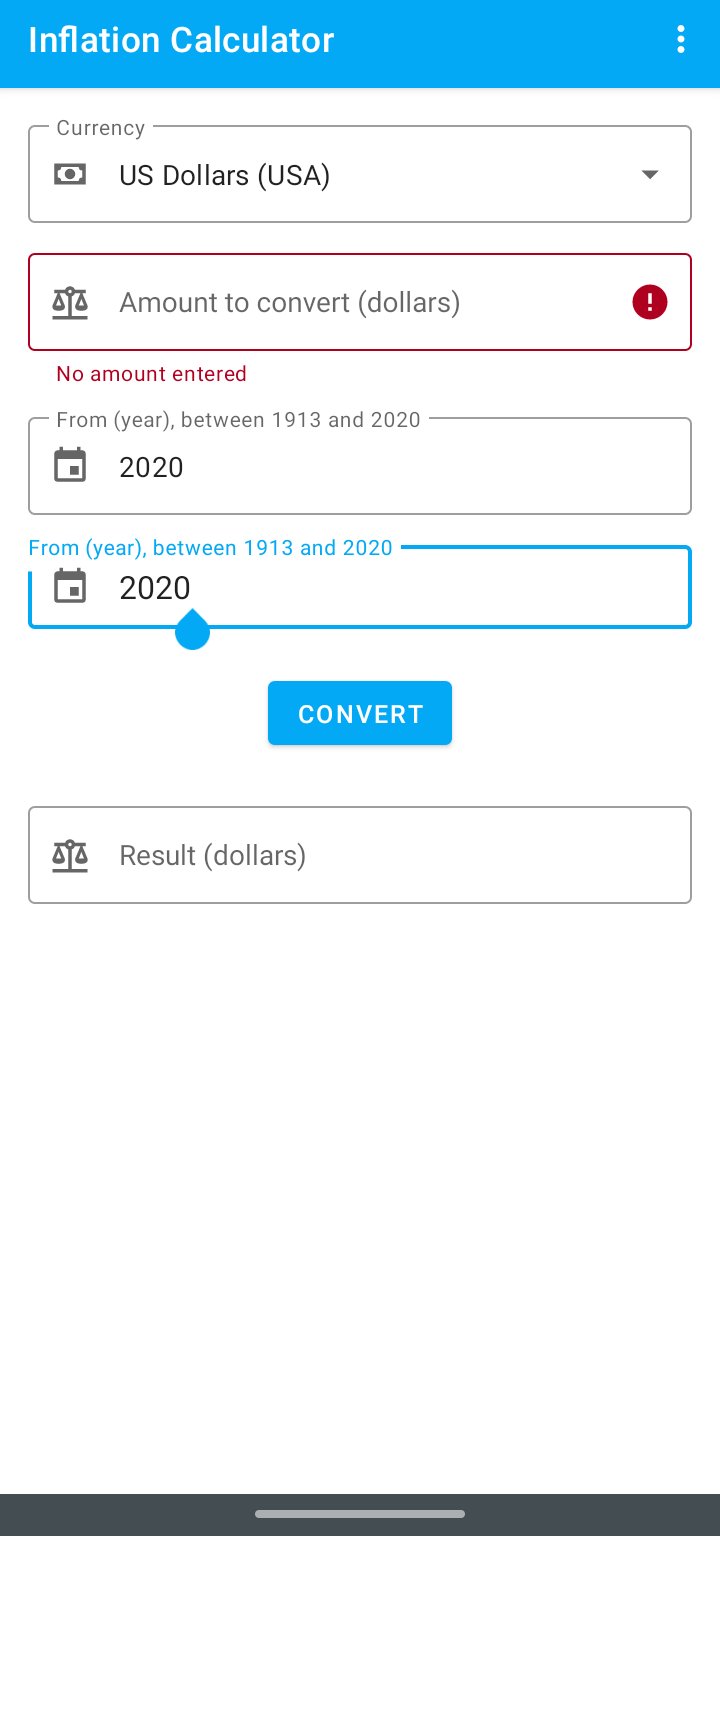 Inflation Calculator
Currency
US Dollars (USA)
Amount to convert (dollars)
No amount entered
From (year), between 1913 and 2020
2020
From (year), between 1913 and 2020
2020
CONVERT
Result (dollars)